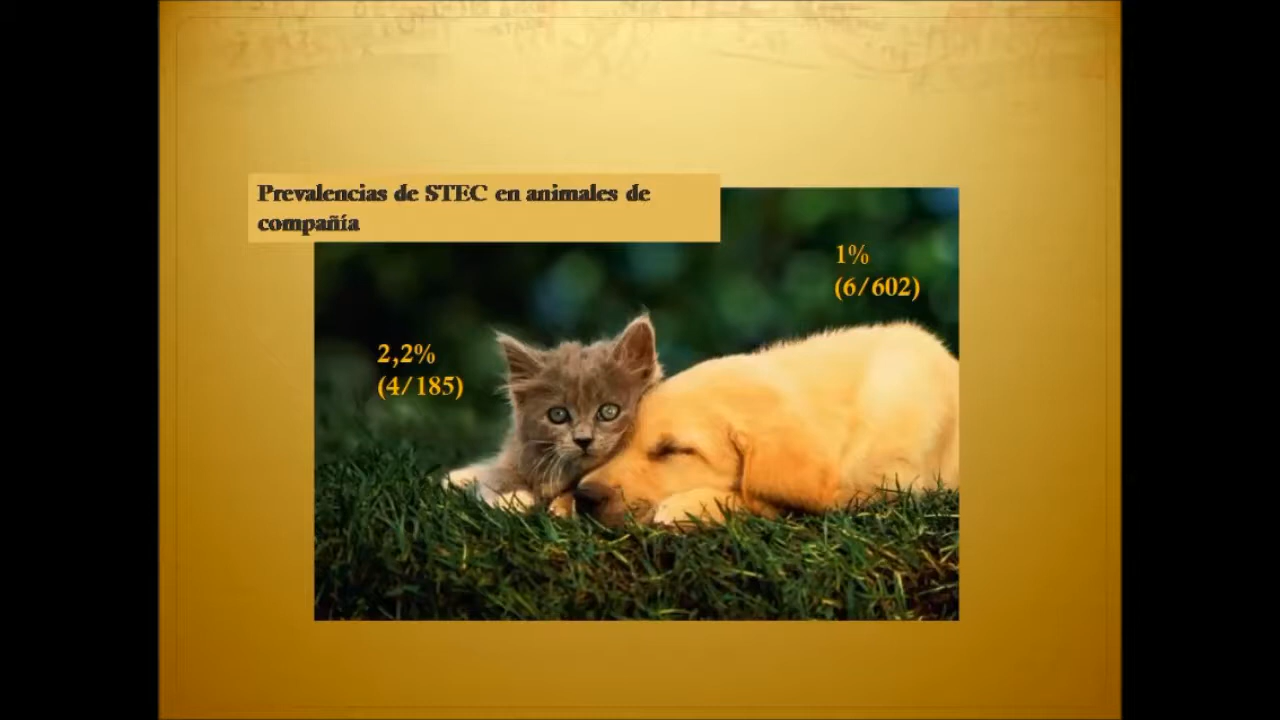 Prevalencias de STEC en animales de
compañía
1%
(6/602)
2,2%
(4/185)